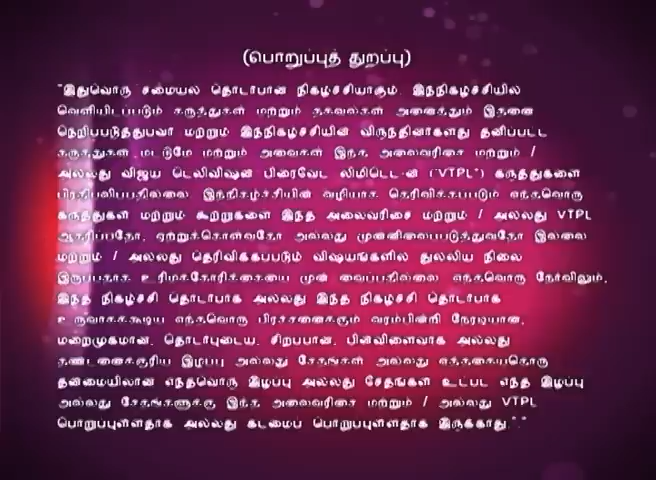 (பொறுப்புத் துறப்பு)
"இதுவொரு சமையல் தொடர்பான நிகழ்ச்சியாகும். இந்நிகழ்ச்சியில்
வெளியிடப்படும் கருத்துகள் மற்றும் தகவல்கள் அனைத்தும் இதனை
நெறிப்படுத்துபவர் மற்றும் இந்நிகழ்ச்சியின் விருந்தினர்களது தனிப்பட்ட
கருத்துகள் மட்டுமே மற்றும் அவைகள் இந்த அலைவரிசை மற்றும் /
அல்லது விஜய் டெலிவிஷன் பிரைவேட் லிமிடெட்-ன் ("VTPL") கருத்துகளை
பிரதிபலிப்பதில்லை. இந்நிகழ்ச்சியின் வழியாக தெரிவிக்கப்படும் எந்தவொரு
கருத்துகள் மற்றும் கூற்றுகளை இந்த அலைவரிசை மற்றும் / அல்லது VTPL
ஆதரிப்பதோ, ஏற்றுக்கொள்வதோ அல்லது முன்னிலைப்படுத்துவதோ இல்லை
மற்றும் / அல்லது தெரிவிக்கப்படும் விஷயங்களில் துல்லிய நிலை
இருப்பதாக உரிமைக்கோரிக்கையை முன் வைப்பதில்லை. எந்தவொரு நேர்விலும்,
இந்த நிகழ்ச்சி தொடர்பாக அல்லது இந்த நிகழ்ச்சி தொடர்பாக
உருவாகக்கூடிய எந்தவொரு பிரச்சனைக்கும் வரம்பின்றி நேரடியான,
மறைமுகமான, தொடர்புடைய, சிறப்பான, பின்விளைவாக அல்லது
தண்டனைக்குரிய இழப்பு அல்லது சேதங்கள் அல்லது எத்தகையதொரு
தன்மையிலான எந்தவொரு இழப்பு அல்லது சேதங்கள் உட்பட எந்த இழப்பு
அல்லது சேதங்களுக்கு இந்த அலைவரிசை மற்றும் / அல்லது VTPL
பொறுப்புள்ளதாக அல்லது கடமைப் பொறுப்புள்ளதாக இருக்காது."."